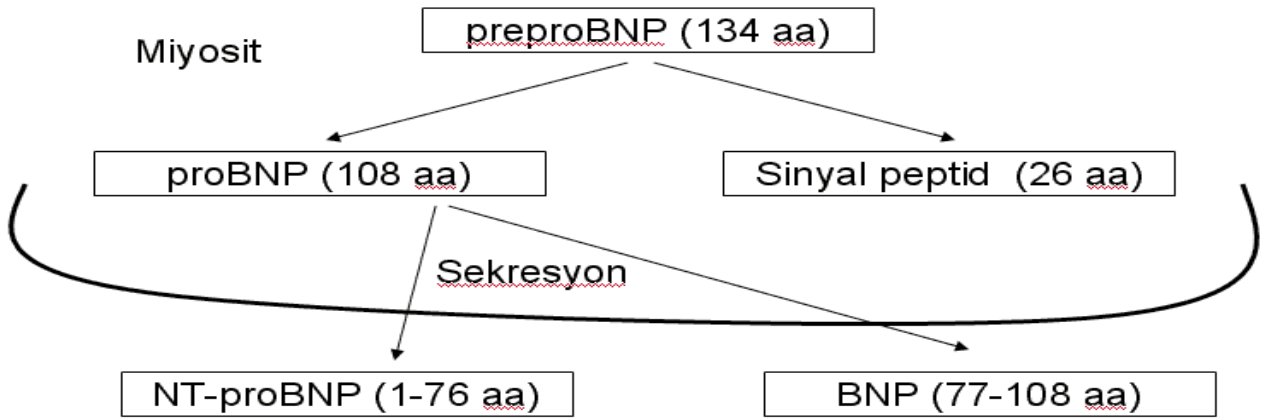 preproBNP (134 aa)
Miyosit
proBNP (108 aa)
Sinyal peptid (26 aa)
Sekresyon
NT-proBNP (1-76 aa)
BNP (77-108 aa)